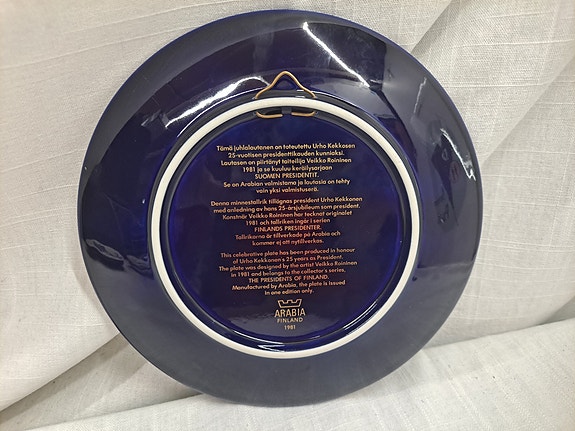 Tämä juhlalautanen on toteutettu Urho Kekkosen
25-vuotisen presidenttikauden kunniaksi.
Lautasen on piirtänyt taiteilija Veikko Roininen
1981 ja se kuuluu keräilysarjaan
SUOMEN PRESIDENTIT.
Se on Arabian valmistama ja lautasia on tehty
vain yksi valmistuserä.
Denna minnestallrik tillägnas president Urho Kekkonen
med anledning av hans 25-årsjubileum som president.
Konstnär Veikko Roininen har tecknat originalet
1981 och tallriken ingår i serien
FINLANDS PRESIDENTER.
Tallrikarna är tillverkade på Arabia och
kommer ej att nytillverkas.
This celebrative plate has been produced in honour
of Urho Kekkonen's 25 years as President.
The plate was designed by the artist Veikko Roininen
in 1981 and belongs to the collector's series,
THE PRESIDENTS OF FINLAND.
Manufactured by Arabia, the plate is issued
in one edition only.
ARABIA
FINLAND
1981